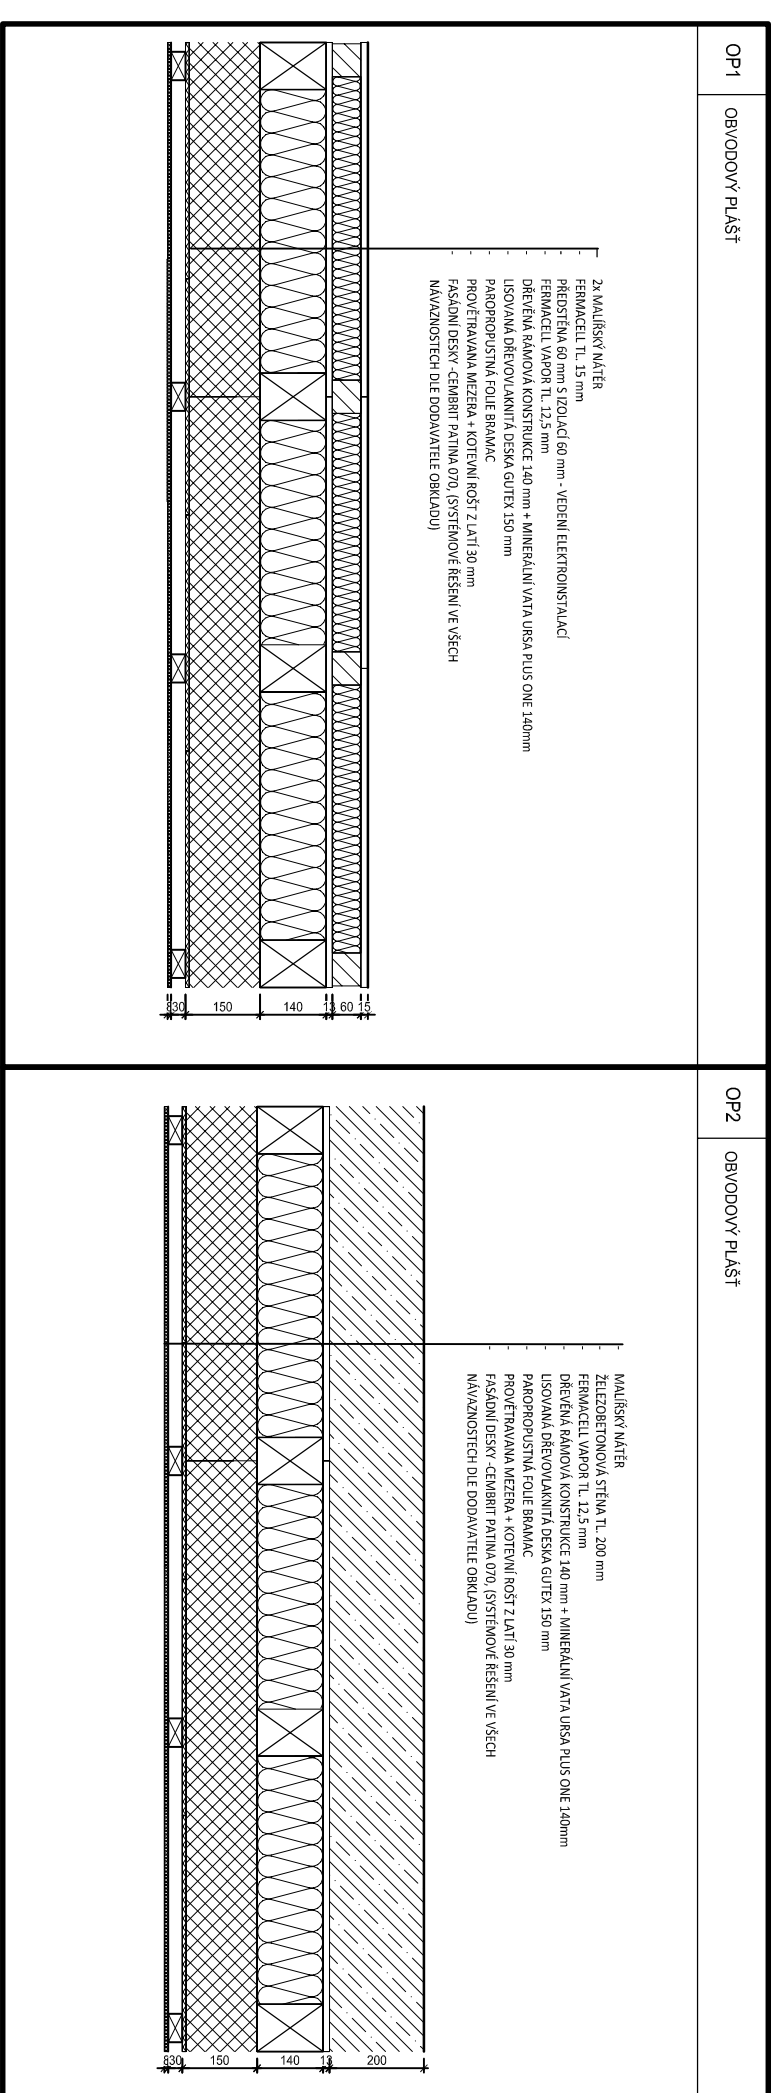 OP1
OBVODOVÝ PLÁŠŤ
2x MALÍŘSKÝ NÁTĚR
FERMACELL TL. 15 mm
PŘEDSTĚNA 60 mm S IZOLACÍ 60 mm - VEDENÍ ELEKTROINSTALACÍ
FERMACELL VAPOR TL. 12,5 mm
DŘEVĚNÁ RÁMOVÁ KONSTRUKCE 140 mm + MINERÁLNÍ VATA URSA PLUS ONE 140mm
LISOVANÁ DŘEVOVLAKNITÁ DESKA GUTEX 150 mm
PAROPROPUSTNÁ FOLIE BRAMAC
PROVĚTRAVANA MEZERA + KOTEVNÍ ROŠT Z LATÍ 30 mm
FASÁDNÍ DESKY -CEMBRIT PATINA 070, (SYSTÉMOVÉ ŘEŠENÍ VE VŠECH
NÁVAZNOSTECH DLE DODAVATELE OBKLADU)
8 30 150 140 13 60 15
OP2
OBVODOVÝ PLÁŠŤ
MALÍŘSKÝ NÁTĚR
ŽELEZOBETONOVÁ STĚNA TL. 200 mm
FERMACELL VAPOR TL. 12,5 mm
DŘEVĚNÁ RÁMOVÁ KONSTRUKCE 140 mm + MINERÁLNÍ VATA URSA PLUS ONE 140mm
LISOVANÁ DŘEVOVLAKNITÁ DESKA GUTEX 150 mm
PAROPROPUSTNÁ FOLIE BRAMAC
PROVĚTRAVANA MEZERA + KOTEVNÍ ROŠT Z LATÍ 30 mm
FASÁDNÍ DESKY -CEMBRIT PATINA 070, (SYSTÉMOVÉ ŘEŠENÍ VE VŠECH
NÁVAZNOSTECH DLE DODAVATELE OBKLADU)
8 30 150 140 13 200